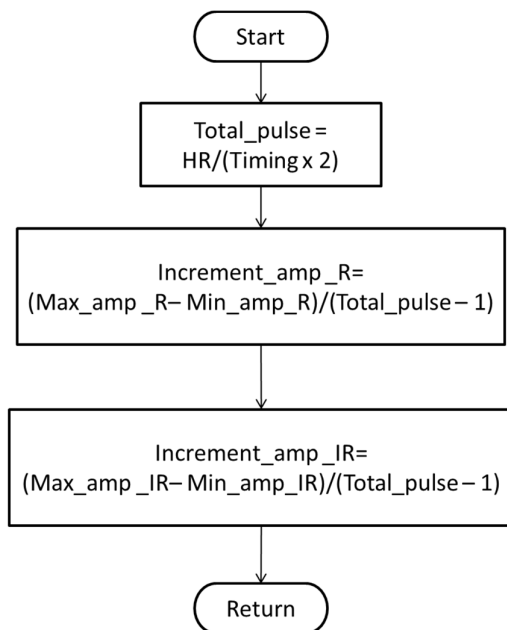 Start
Total_pulse =
HR/(Timing x 2)
Increment_amp _R=
(Max_amp _R– Min_amp_R)/(Total_pulse – 1)
Increment_amp _IR=
(Max_amp _IR– Min_amp_IR)/(Total_pulse – 1)
Return